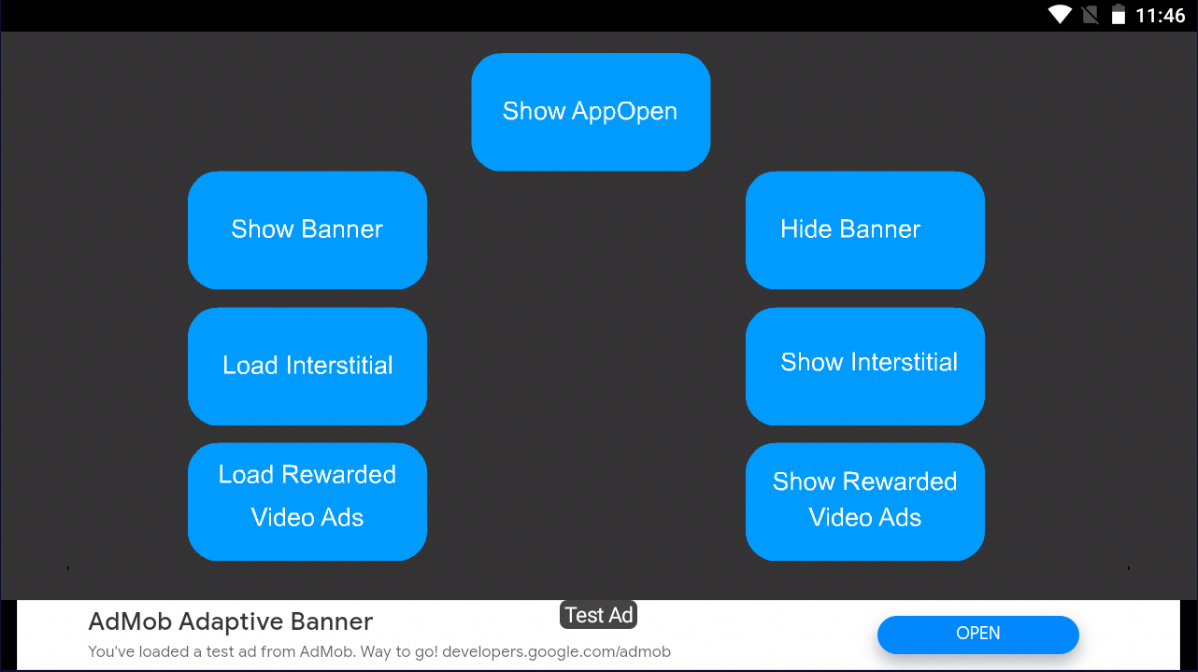 11:46
Show AppOpen
Show Banner
Hide Banner
Load Interstitial
Show Interstitial
Load Rewarded
Video Ads
Show Rewarded
Video Ads
AdMob Adaptive Banner
You've loaded a test ad from AdMob. Way to go! developers.google.com/admob
Test Ad
OPEN